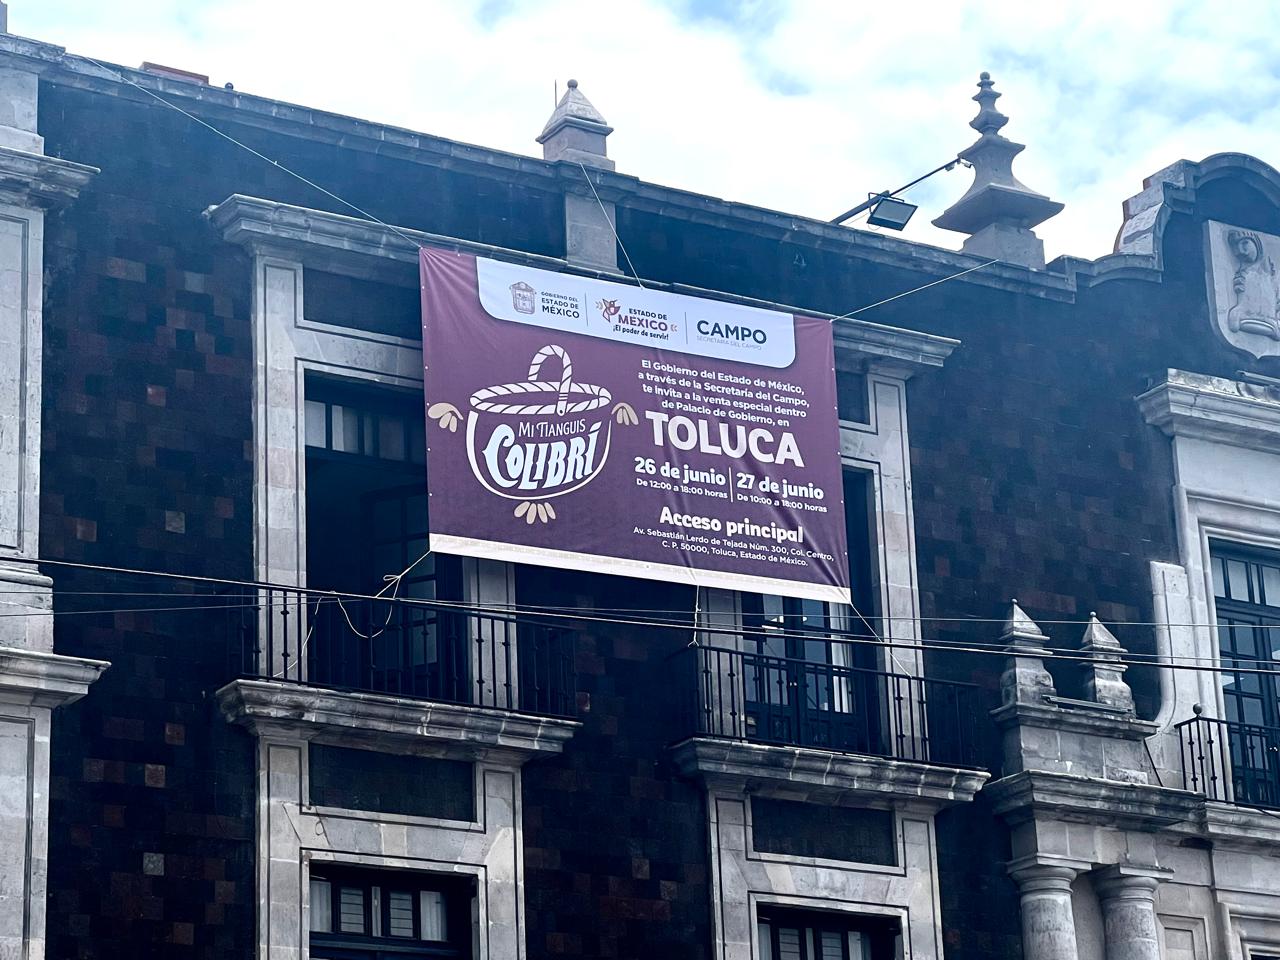 GOBIERNO DEL
ESTADO DE
MÉXICO
ESTADO DE
MÉXICO
¡El poder de servir!
CAMPO
SECRETARÍA DEL CAMPO
El Gobierno del Estado de México,
a través de la Secretaría del Campo,
te invita a la venta especial dentro
de Palacio de Gobierno, en
TOLUCA
MI TIANGUIS
COLIBRÍ
26 de junio
De 12:00 a 18:00 horas
27 de junio
De 10:00 a 18:00 horas
Acceso principal
Av. Sebastián Lerdo de Tejada Núm. 300, Col. Centro,
C. P. 50000, Toluca, Estado de México.